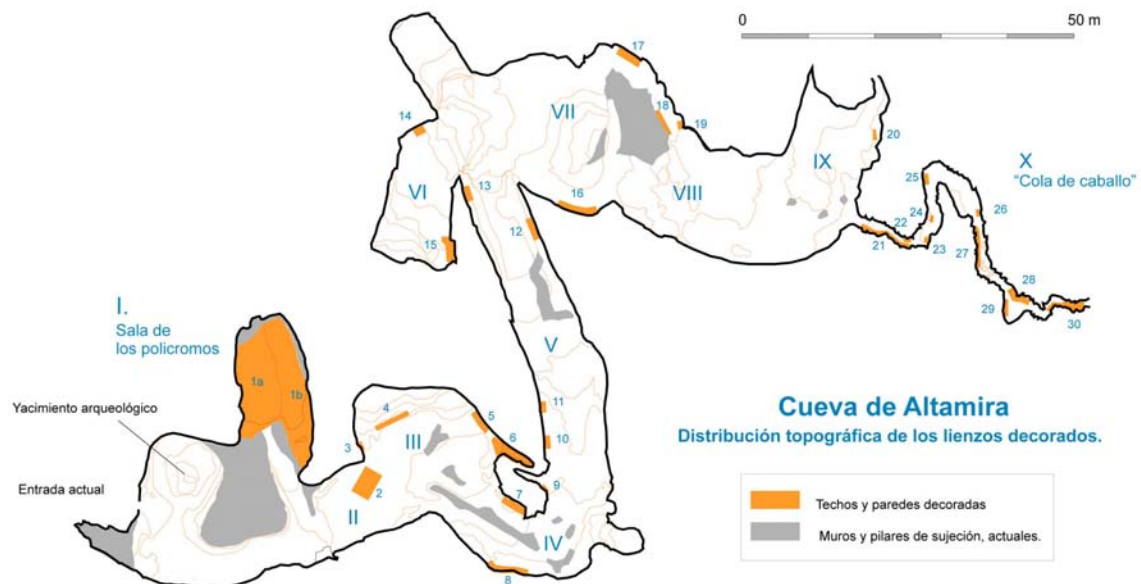 0
50 m
17
14
VII
18
19
20
IX
X
"Cola de caballo"
25
VI
13
16
VIII
24
22
26
15
12
21
23
27
28
29
30
I.
Sala de
los policromos
V
1a
1b
Yacimiento arqueológico
4
5
11
Cueva de Altamira
Distribución topográfica de los lienzos decorados.
3
III
6
10
Entrada actual
2
9
7
II
IV
8
Techos y paredes decoradas
Muros y pilares de sujeción, actuales.